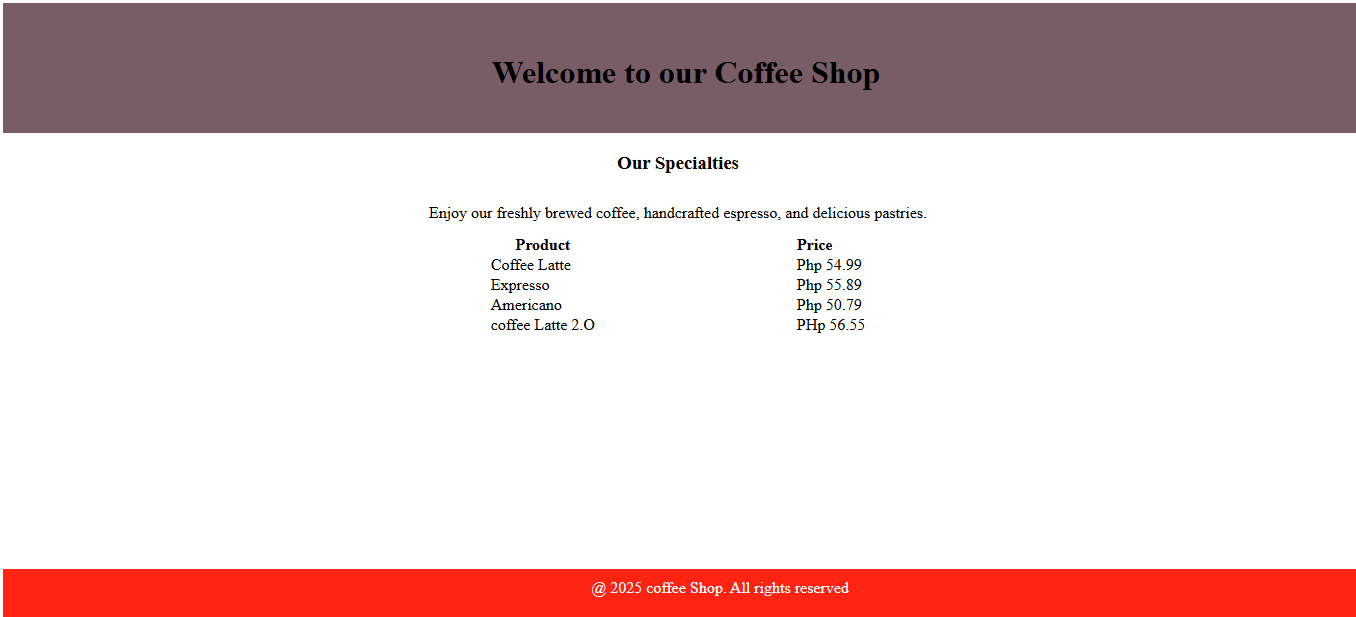 Welcome to our Coffee Shop
Our Specialties
Enjoy our freshly brewed coffee, handcrafted espresso, and delicious pastries.
Product Price
Coffee Latte Php 54.99
Expresso Php 55.89
Americano Php 50.79
coffee Latte 2.O PHp 56.55
@ 2025 coffee Shop. All rights reserved